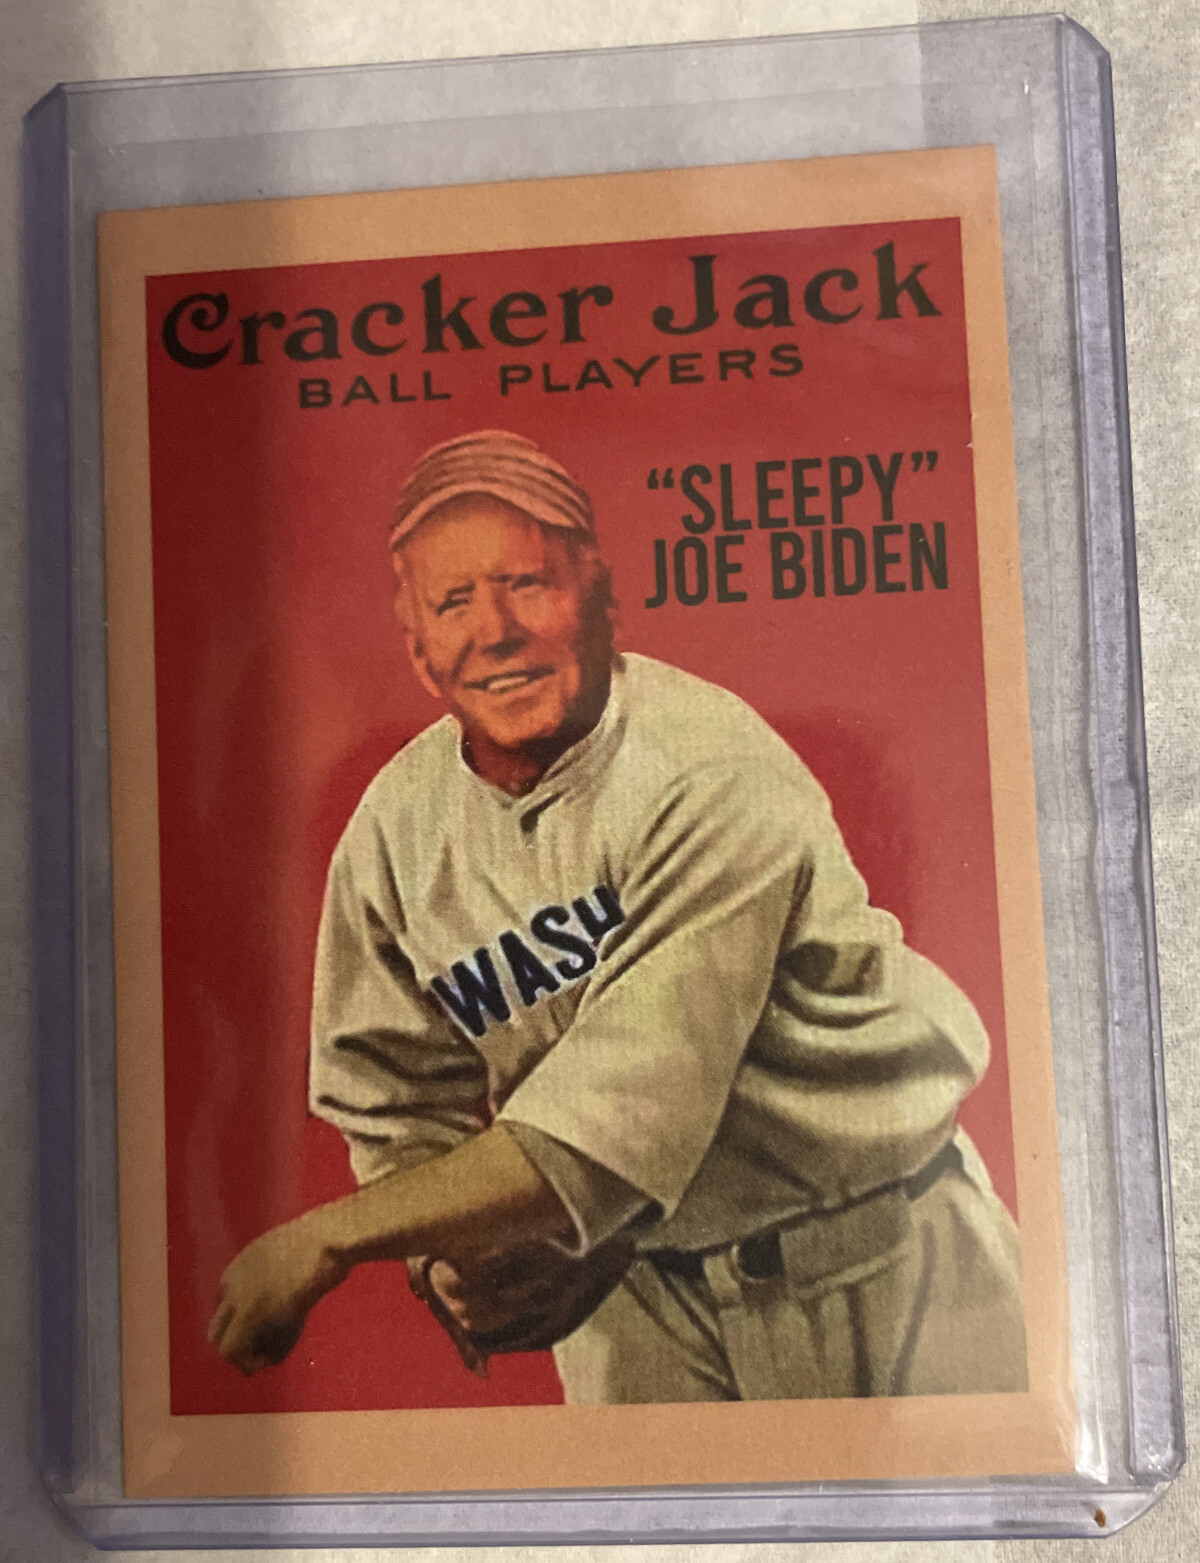 Cracker Jack
BALL PLAYERS
“SLEEPY”
JOE BIDEN
WASH